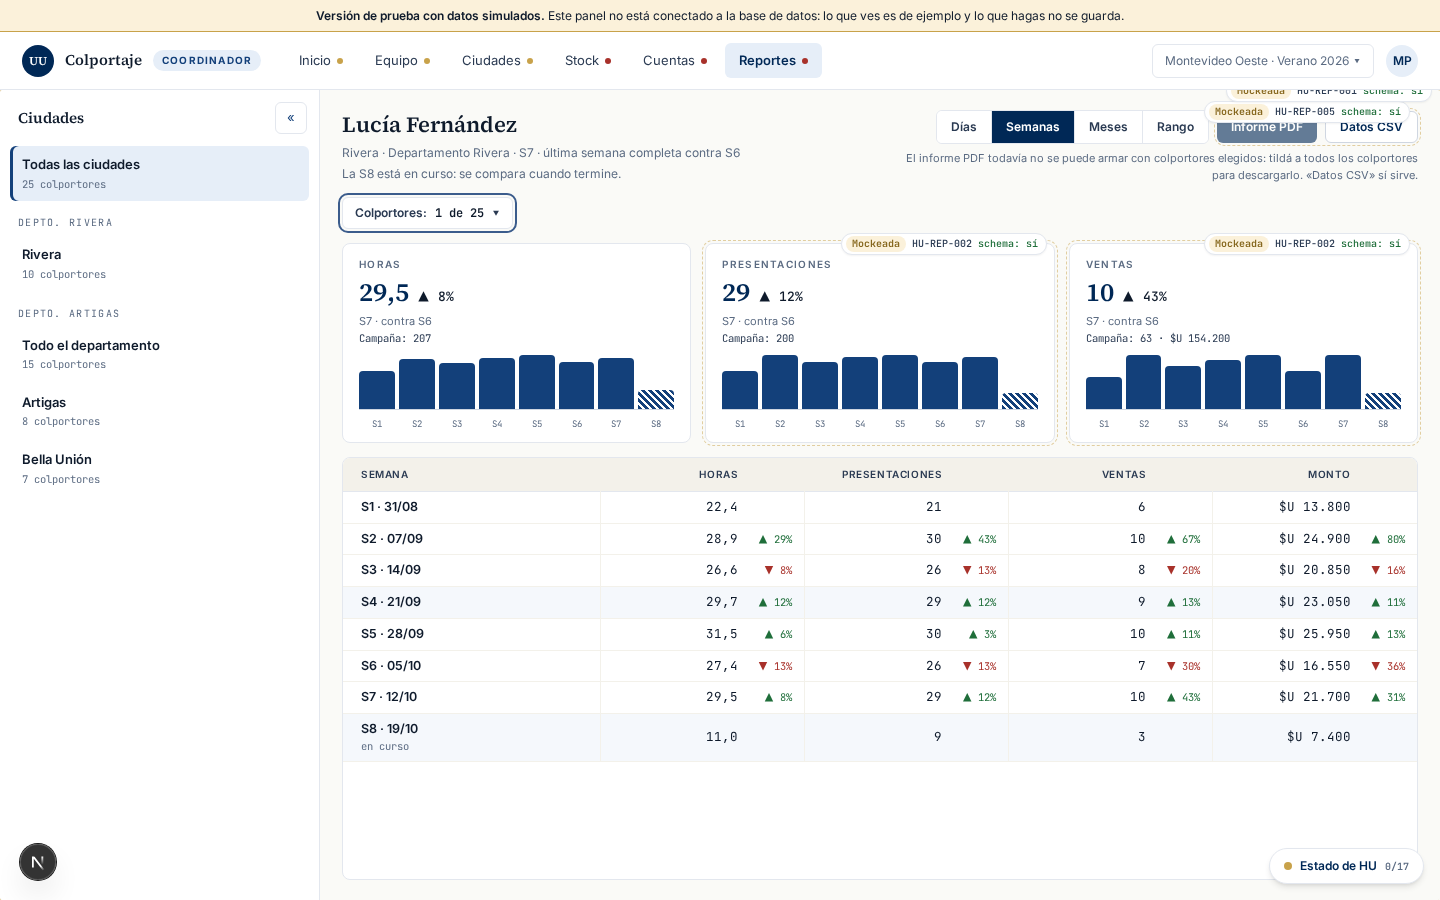 Versión de prueba con datos simulados. Este panel no está conectado a la base de datos: lo que ves es de ejemplo y lo que hagas no se guarda.
UU Colportaje COORDINADOR Inicio Equipo Ciudades Stock Cuentas Reportes Montevideo Oeste · Verano 2026 ▾ MP
Ciudades «
Todas las ciudades
25 colportores
DEPTO. RIVERA
Rivera
10 colportores
DEPTO. ARTIGAS
Todo el departamento
15 colportores
Artigas
8 colportores
Bella Unión
7 colportores
Mockeada HU-REP-001 schema: sí
Mockeada HU-REP-005 schema: sí
Lucía Fernández
Días Semanas Meses Rango Informe PDF Datos CSV
Rivera · Departamento Rivera · S7 · última semana completa contra S6
La S8 está en curso: se compara cuando termine.
El informe PDF todavía no se puede armar con colportores elegidos: tildá a todos los colportores
para descargarlo. «Datos CSV» sí sirve.
Colportores: 1 de 25 ▾
HORAS
29,5 ▲ 8%
S7 · contra S6
Campaña: 207
S1 S2 S3 S4 S5 S6 S7 S8
Mockeada HU-REP-002 schema: sí
PRESENTACIONES
29 ▲ 12%
S7 · contra S6
Campaña: 200
S1 S2 S3 S4 S5 S6 S7 S8
Mockeada HU-REP-002 schema: sí
VENTAS
10 ▲ 43%
S7 · contra S6
Campaña: 63 · $U 154.200
S1 S2 S3 S4 S5 S6 S7 S8
SEMANA HORAS PRESENTACIONES VENTAS MONTO
S1 · 31/08 22,4 21 6 $U 13.800
S2 · 07/09 28,9 ▲ 29% 30 ▲ 43% 10 ▲ 67% $U 24.900 ▲ 80%
S3 · 14/09 26,6 ▼ 8% 26 ▼ 13% 8 ▼ 20% $U 20.850 ▼ 16%
S4 · 21/09 29,7 ▲ 12% 29 ▲ 12% 9 ▲ 13% $U 23.050 ▲ 11%
S5 · 28/09 31,5 ▲ 6% 30 ▲ 3% 10 ▲ 11% $U 25.950 ▲ 13%
S6 · 05/10 27,4 ▼ 13% 26 ▼ 13% 7 ▼ 30% $U 16.550 ▼ 36%
S7 · 12/10 29,5 ▲ 8% 29 ▲ 12% 10 ▲ 43% $U 21.700 ▲ 31%
S8 · 19/10 11,0 9 3 $U 7.400
en curso
N
Estado de HU 0/17